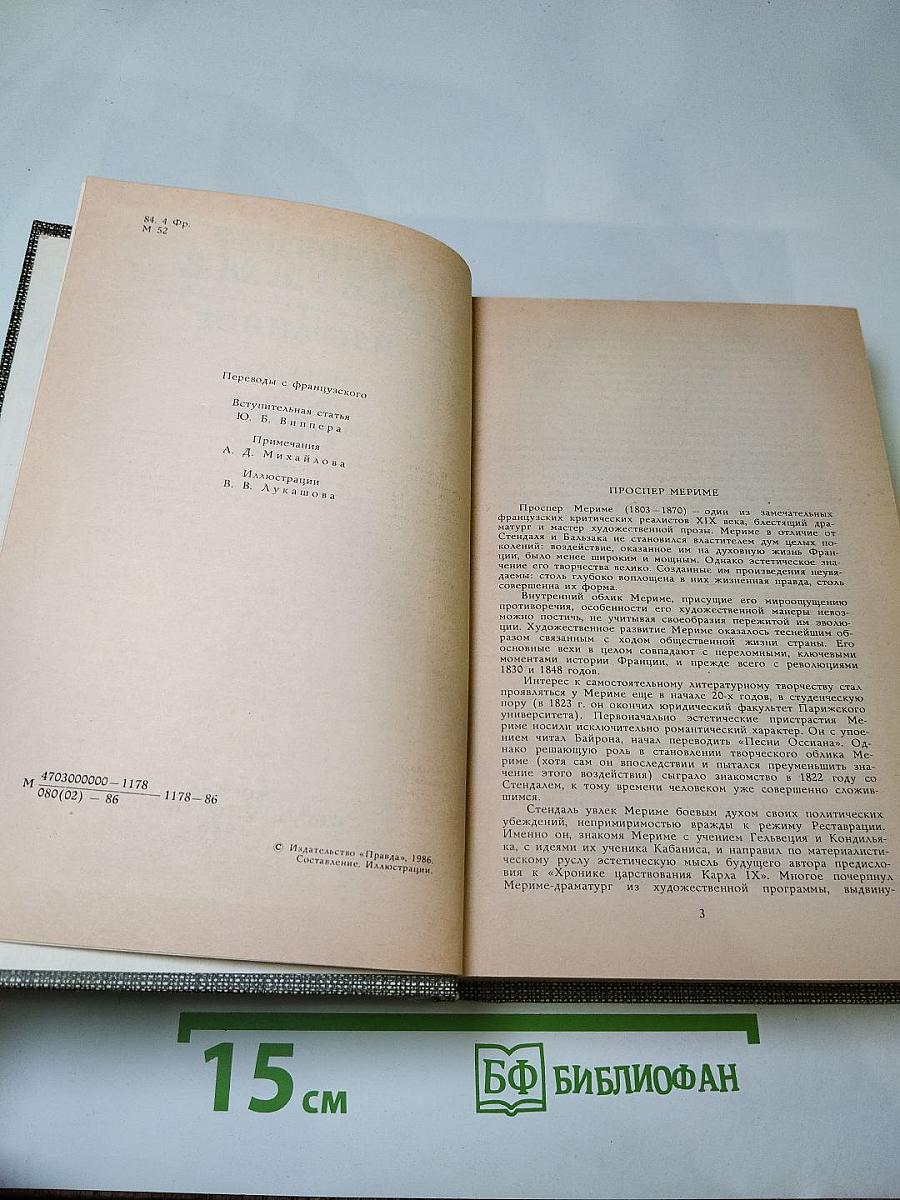 84. 4 Фр.
М 52
Переводы с французского
Вступительная статья
Ю. Б. Виппера
Примечания
А. Д. Михайлова
Иллюстрации
В. В. Лукашова
М 4703000000—1178
080(02) — 86
1178—86
© Издательство «Правда», 1986.
Составление. Иллюстрации.
ПРОСПЕР МЕРИМЕ
Проспер Мериме (1803—1870) — один из замечательных
французских критических реалистов XIX века, блестящий дра-
матург и мастер художественной прозы. Мериме в отличие от
Стендаля и Бальзака не становился властителем дум целых по-
колений: воздействие, оказанное им на духовную жизнь Фран-
ции, было менее широким и мощным. Однако эстетическое зна-
чение его творчества велико. Созданные им произведения неувя-
даемы: столь глубоко воплощена в них жизненная правда, столь
совершенна их форма.
Внутренний облик Мериме, присущие его мироощущению
противоречия, особенности его художественной манеры невоз-
можно постичь, не учитывая своеобразия пережитой им эволю-
ции. Художественное развитие Мериме оказалось теснейшим об-
разом связанным с ходом общественной жизни страны. Его
основные вехи в целом совпадают с переломными, ключевыми
моментами истории Франции, и прежде всего с революциями
1830 и 1848 годов.
Интерес к самостоятельному литературному творчеству стал
проявляться у Мериме еще в начале 20-х годов, в студенческую
пору (в 1823 г. он окончил юридический факультет Парижского
университета). Первоначально эстетические пристрастия Ме-
риме носили исключительно романтический характер. Он с упое-
нием читал Байрона, начал переводить «Песни Оссиана». Од-
нако решающую роль в становлении творческого облика Ме-
риме (хотя сам он впоследствии и пытался преуменьшить зна-
чение этого воздействия) сыграло знакомство в 1822 году со
Стендалем, к тому времени человеком уже совершенно сложив-
шимся.
Стендаль увлек Мериме боевым духом своих политических
убеждений, непримиримостью вражды к режиму Реставрации.
Именно он, знакомя Мериме с учением Гельвеция и Кондилья-
ка, с идеями их ученика Кабаниса, и направил по материалисти-
ческому руслу эстетическую мысль будущего автора предисло-
вия к «Хронике царствования Карла IX». Многое почерпнул
Мериме-драматург из художественной программы, выдвину-
3
15 см
БФ БИБЛИОФАН